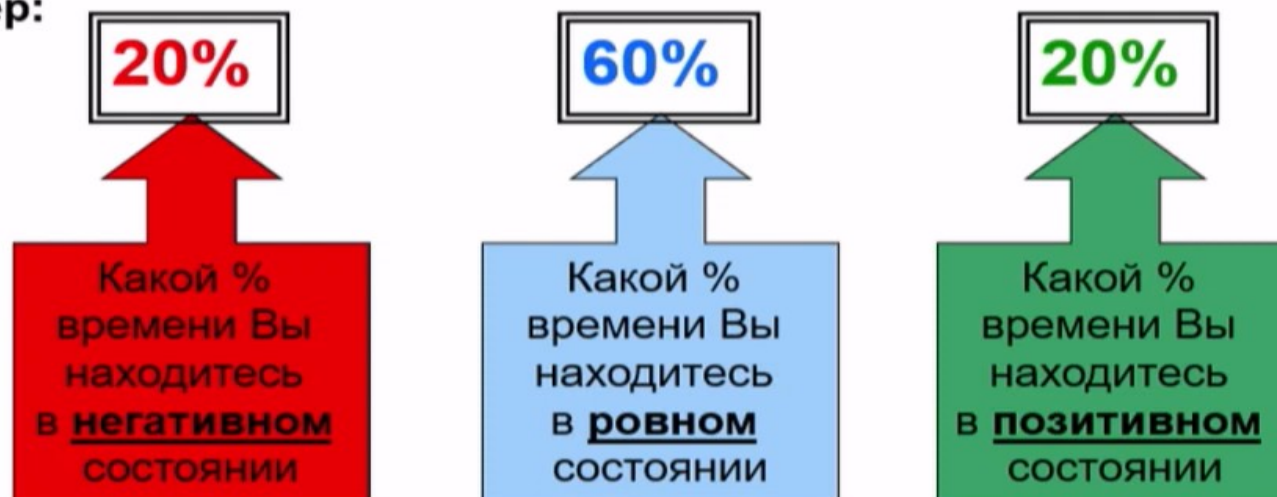 ер:
20%
60%
20%
Какой %
времени Вы
находитесь
в негативном
состоянии
Какой %
времени Вы
находитесь
в ровном
состоянии
Какой %
времени Вы
находитесь
в позитивном
состоянии